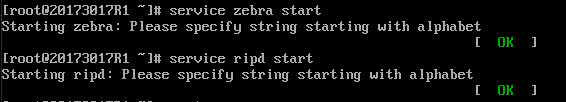 [root@20173017R1 ~]# service zebra start
Starting zebra: Please specify string starting with alphabet
[  OK  ]
[root@20173017R1 ~]# service ripd start
Starting ripd: Please specify string starting with alphabet
[  OK  ]